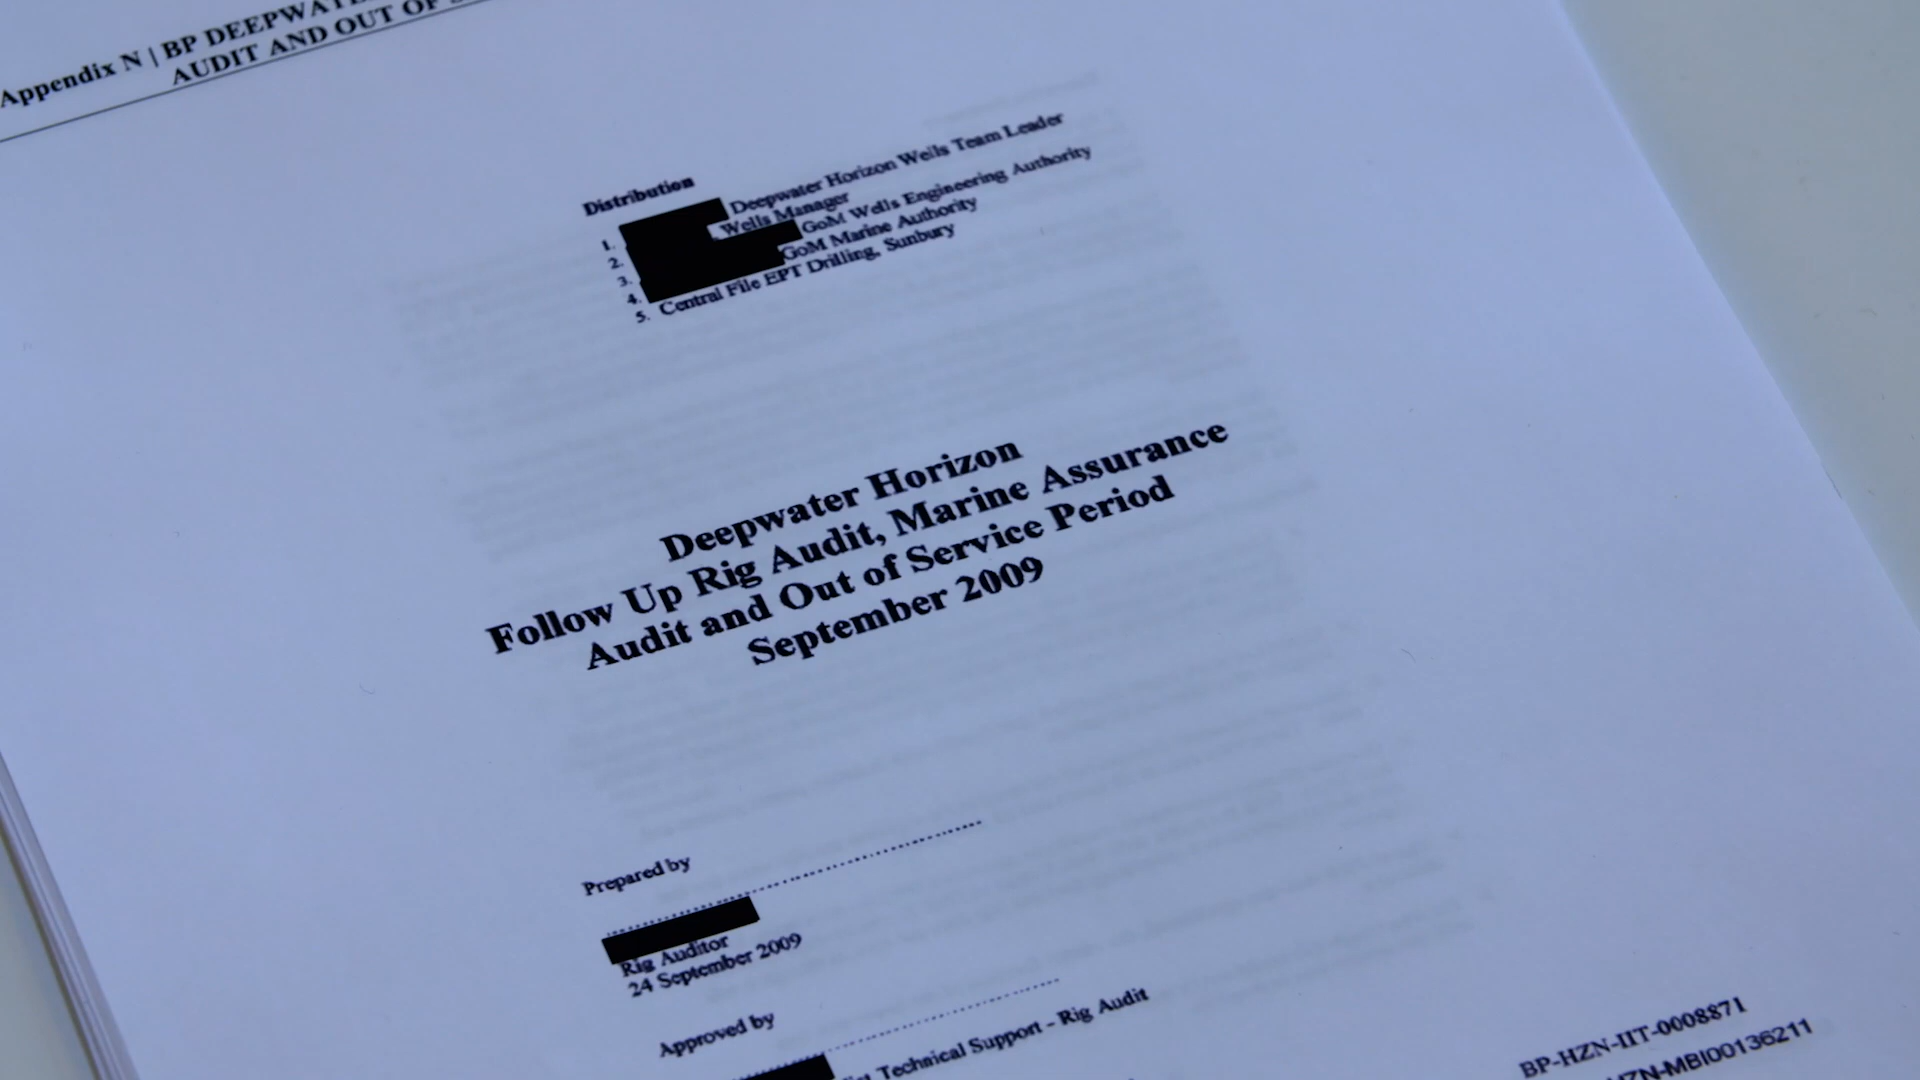 Appendix N | BP DEEPWATE
AUDIT AND OUT OF S
Distribution
1. Deepwater Horizon Wells Team Leader
2. , Wells Manager
3. GoM Wells Engineering Authority
4. GoM Marine Authority
5. Central File EPT Drilling, Sunbury
Deepwater Horizon
Follow Up Rig Audit, Marine Assurance
Audit and Out of Service Period
September 2009
Prepared by
Rig Auditor
24 September 2009
Approved by
Technical Support - Rig Audit
BP-HZN-IIT-0008871
HZN-MBI00136211